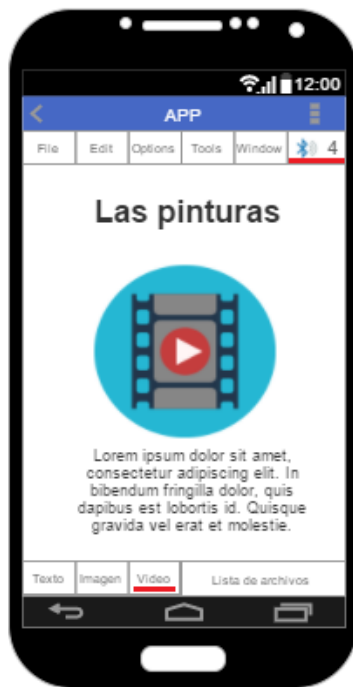 12:00
APP
File Edit Options Tools Window 4
Las pinturas
Lorem ipsum dolor sit amet,
consectetur adipiscing elit. In
bibendum fringilla dolor, quis
dapibus est lobortis id. Quisque
gravida vel erat et molestie.
Texto Imagen Video Lista de archivos